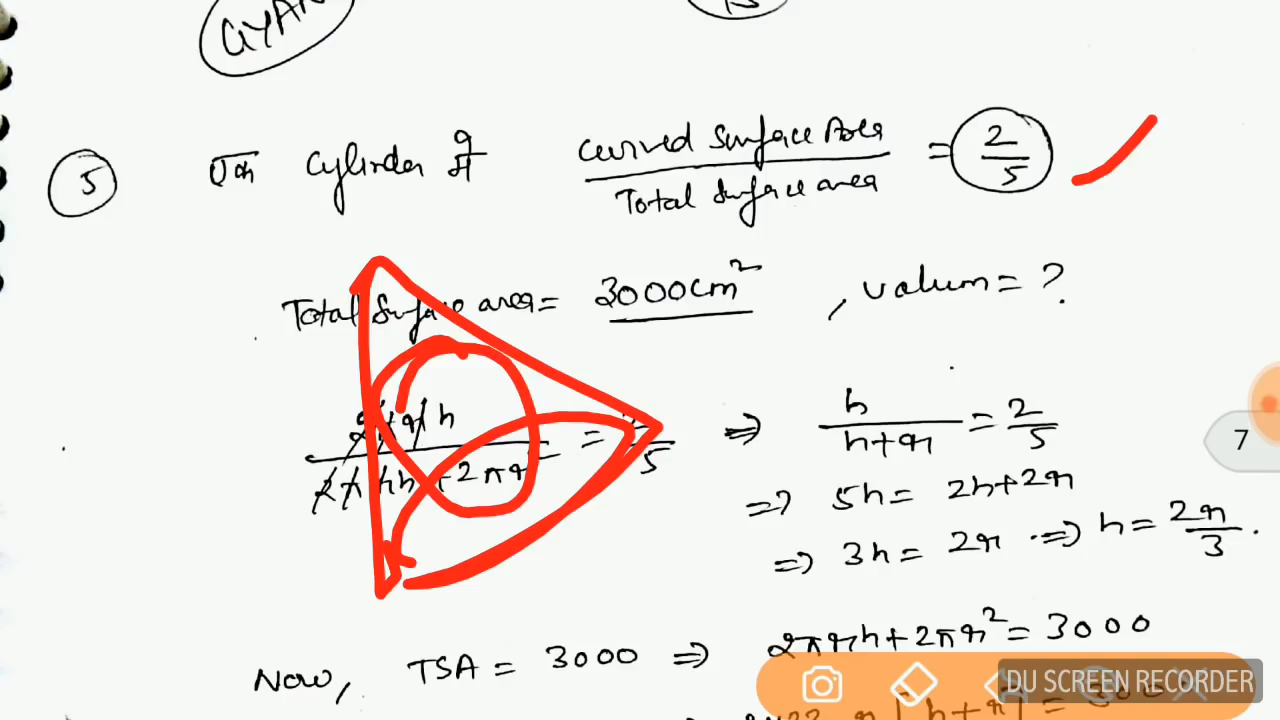 GYAN
5 एक Cylinder में Curved Surface Area / Total Surface area = 2/5
Total Surface area = 3000cm² , valum = ?
2πrh / 2πrh + 2πr² = 2/5 ⇒ h / h+r = 2/5
⇒ 5h = 2h+2r
⇒ 3h = 2r ⇒ h = 2r/3 .
7
Now, TSA = 3000 ⇒ 2πrh + 2πr² = 3000
DU SCREEN RECORDER